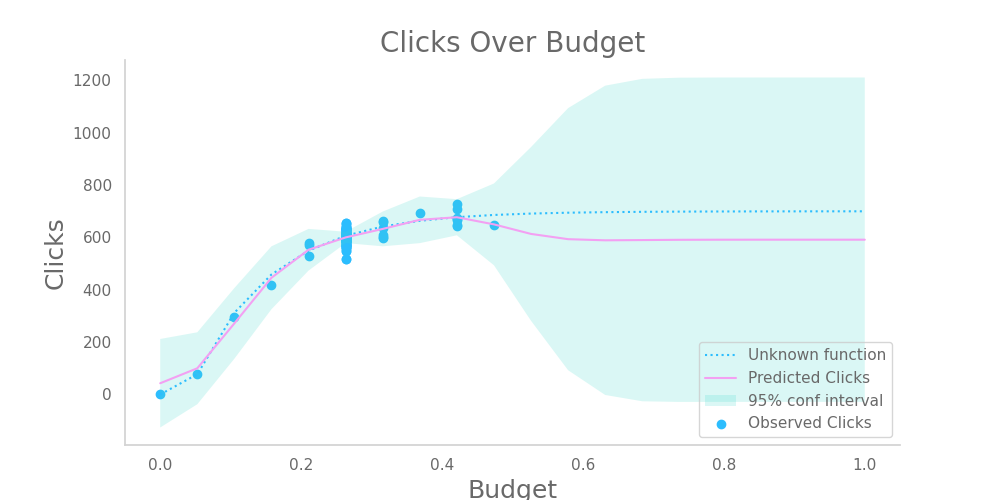 Clicks Over Budget
Clicks
1200
1000
800
600
400
200
0
0.0 0.2 0.4 0.6 0.8 1.0
Budget
Unknown function
Predicted Clicks
95% conf interval
Observed Clicks